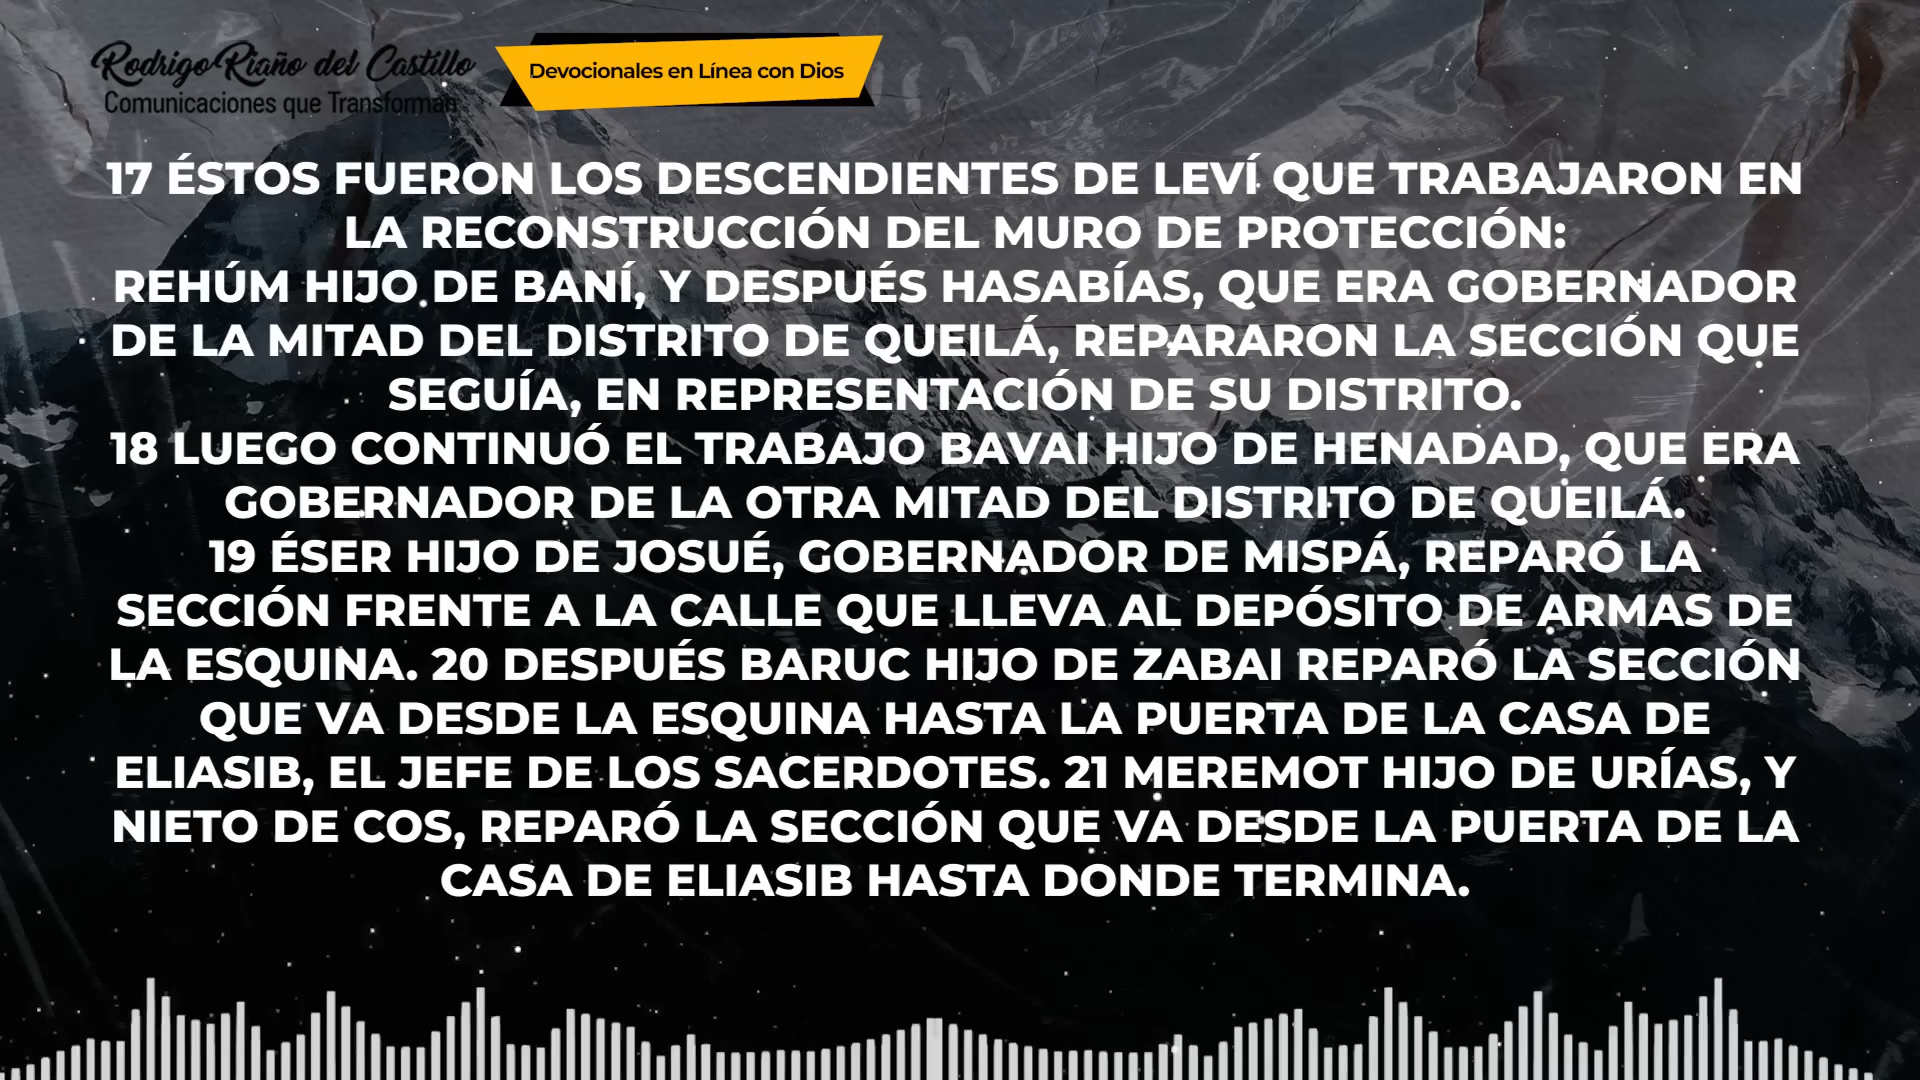 Rodrigo Riaño del Castillo
Comunicaciones que Transforman
Devocionales en Línea con Dios
17 ÉSTOS FUERON LOS DESCENDIENTES DE LEVÍ QUE TRABAJARON EN
LA RECONSTRUCCIÓN DEL MURO DE PROTECCIÓN:
REHÚM HIJO DE BANÍ, Y DESPUÉS HASABÍAS, QUE ERA GOBERNADOR
DE LA MITAD DEL DISTRITO DE QUEILÁ, REPARARON LA SECCIÓN QUE
SEGUÍA, EN REPRESENTACIÓN DE SU DISTRITO.
18 LUEGO CONTINUÓ EL TRABAJO BAVAI HIJO DE HENADAD, QUE ERA
GOBERNADOR DE LA OTRA MITAD DEL DISTRITO DE QUEILÁ.
19 ÉSER HIJO DE JOSUÉ, GOBERNADOR DE MISPÁ, REPARÓ LA
SECCIÓN FRENTE A LA CALLE QUE LLEVA AL DEPÓSITO DE ARMAS DE
LA ESQUINA. 20 DESPUÉS BARUC HIJO DE ZABAI REPARÓ LA SECCIÓN
QUE VA DESDE LA ESQUINA HASTA LA PUERTA DE LA CASA DE
ELIASIB, EL JEFE DE LOS SACERDOTES. 21 MEREMOT HIJO DE URÍAS, Y
NIETO DE COS, REPARÓ LA SECCIÓN QUE VA DESDE LA PUERTA DE LA
CASA DE ELIASIB HASTA DONDE TERMINA.